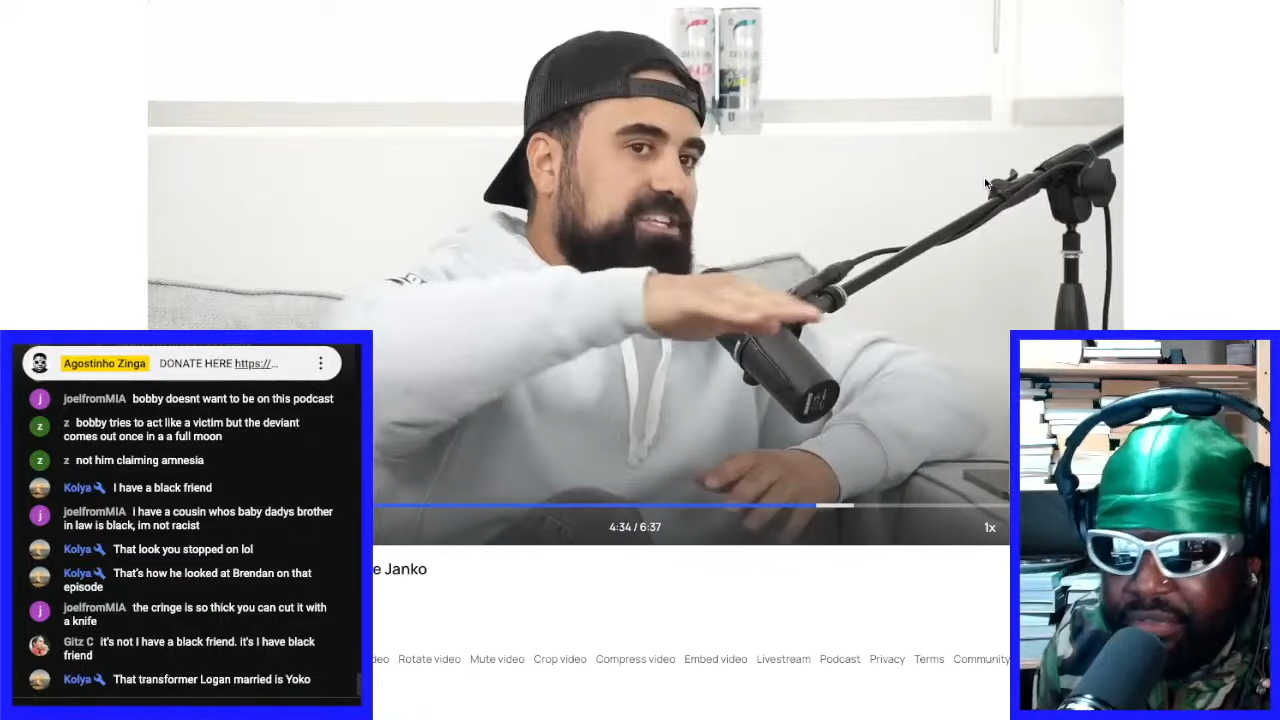 Agostinho Zinga DONATE HERE https://...
joelfromMIA bobby doesnt want to be on this podcast
z bobby tries to act like a victim but the deviant
comes out once in a a full moon
z not him claiming amnesia
Kolya I have a black friend
joelfromMIA i have a cousin whos baby dadys brother
in law is black, im not racist
Kolya That look you stopped on lol
Kolya That's how he looked at Brendan on that
episode
joelfromMIA the cringe is so thick you can cut it with
a knife
Gitz C it's not I have a black friend. it's I have black
friend
Kolya That transformer Logan married is Yoko
4:34 / 6:37
1x
e Janko
deo Rotate video Mute video Crop video Compress video Embed video Livestream Podcast Privacy Terms Community